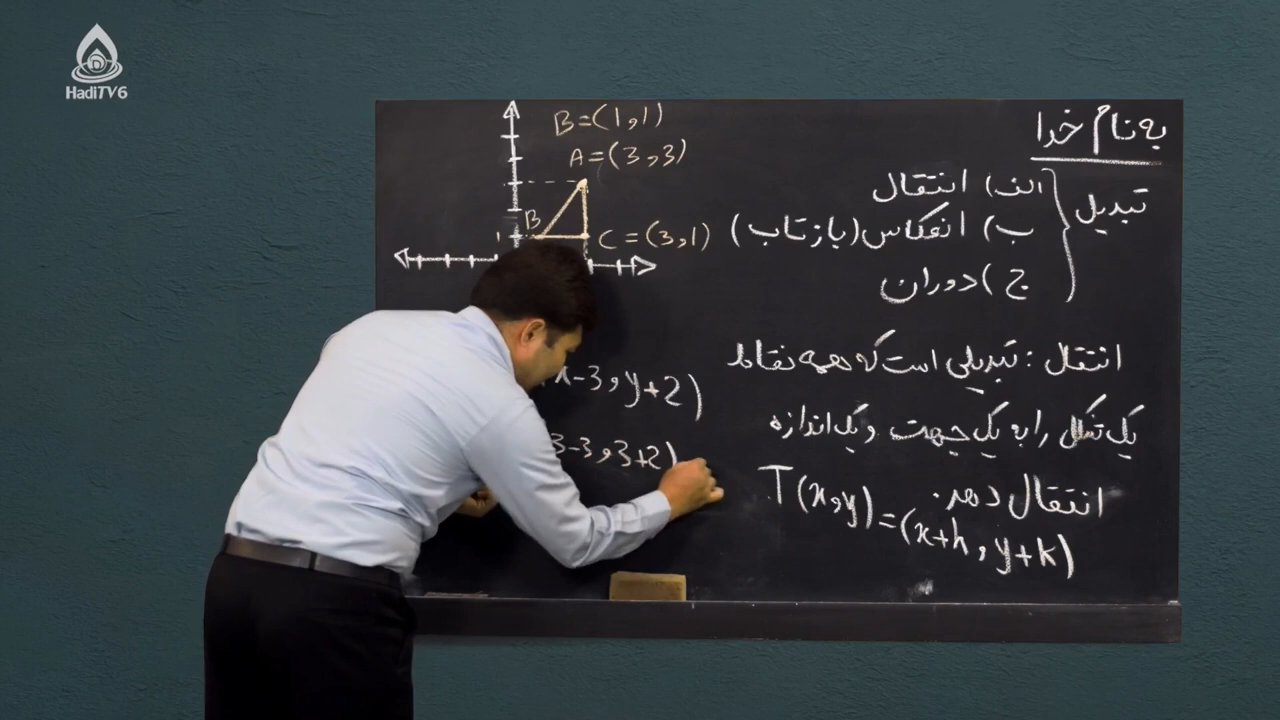 HadiTV6
به نام خدا
تبدیل
الف) انتقال
ب) انعکاس (بازتاب)
ج) دوران
انتقال: تبدیلی است که همه نقاط
یک شکل را به یک جهت و یک اندازه
انتقال دهد.
T(x,y)=(x+h, y+k)
B=(1,1)
A=(3,3)
B
C=(3,1)
1
x-3, y+2)
3-3, 3+2)